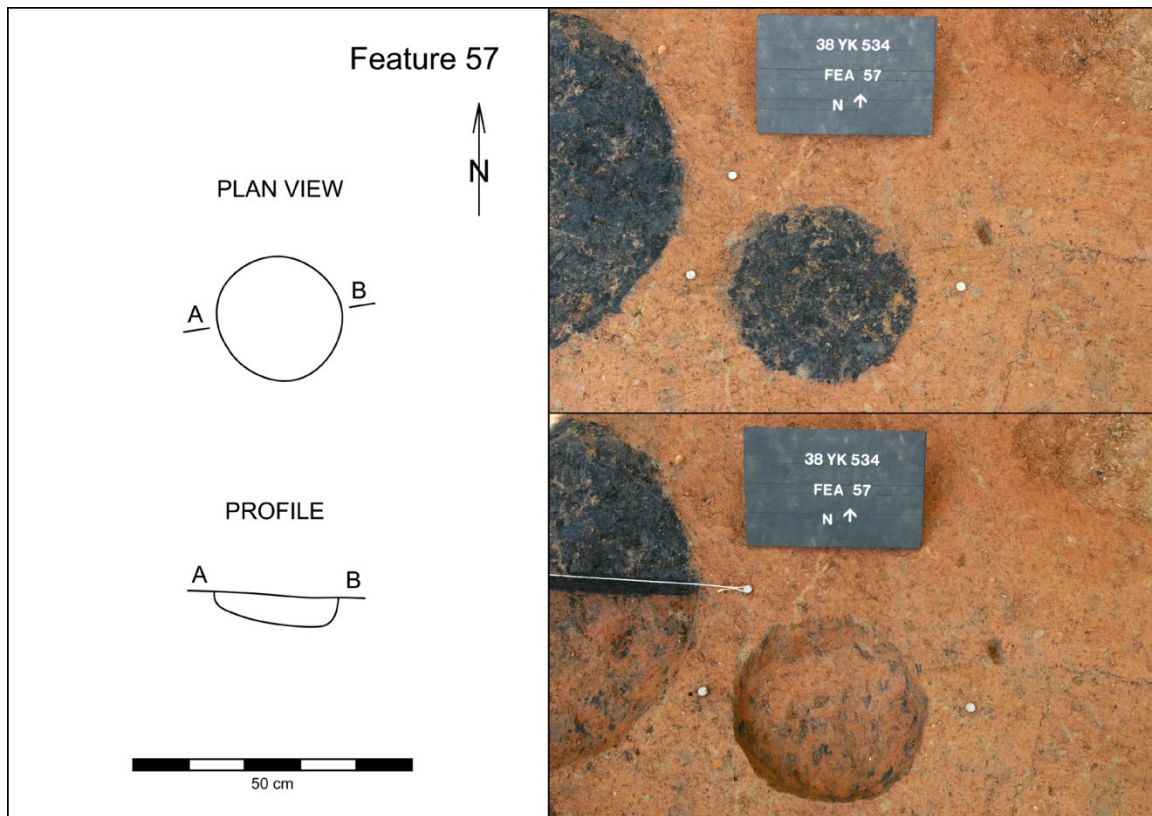 Feature 57
N
PLAN VIEW
A
B
PROFILE
A
B
50 cm
38 YK 534
FEA 57
N ↑
38 YK 534
FEA 57
N ↑